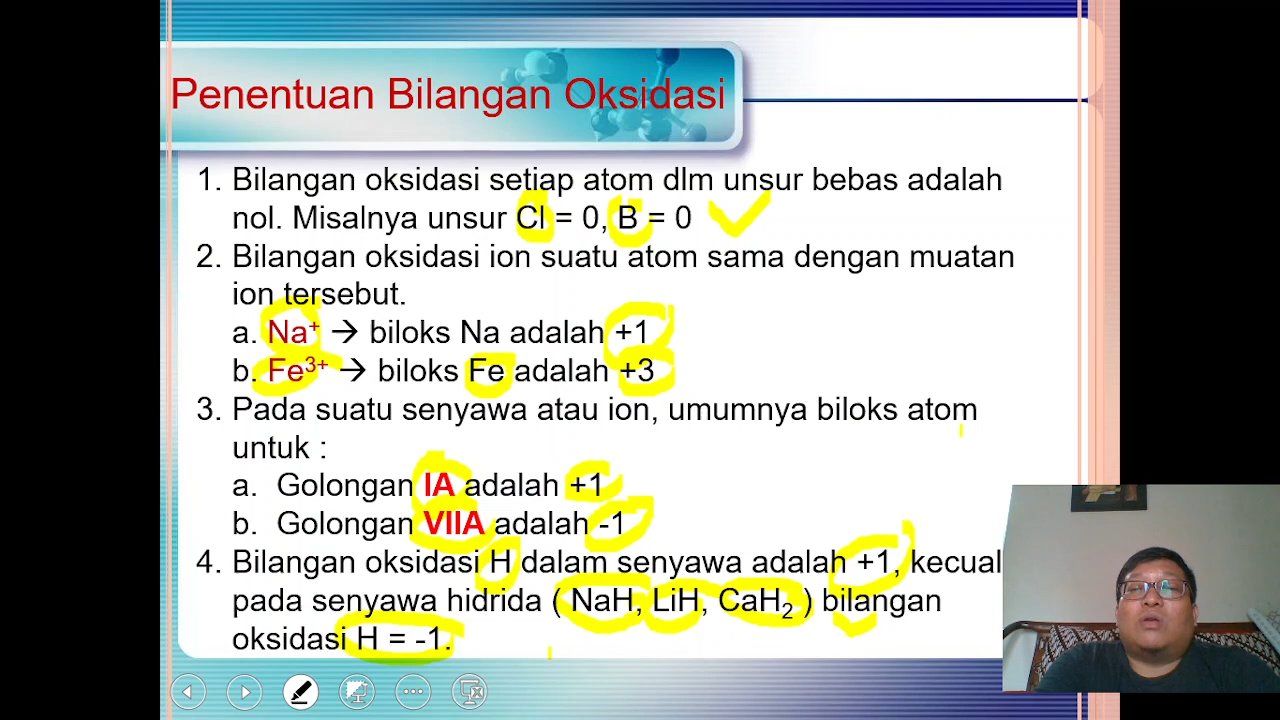 Penentuan Bilangan Oksidasi
1. Bilangan oksidasi setiap atom dlm unsur bebas adalah
nol. Misalnya unsur Cl = 0, B = 0
2. Bilangan oksidasi ion suatu atom sama dengan muatan
ion tersebut.
a. Na⁺ → biloks Na adalah +1
b. Fe³⁺ → biloks Fe adalah +3
3. Pada suatu senyawa atau ion, umumnya biloks atom
untuk :
a. Golongan IA adalah +1
b. Golongan VIIA adalah -1
4. Bilangan oksidasi H dalam senyawa adalah +1, kecual
pada senyawa hidrida ( NaH, LiH, CaH₂ ) bilangan
oksidasi H = -1.